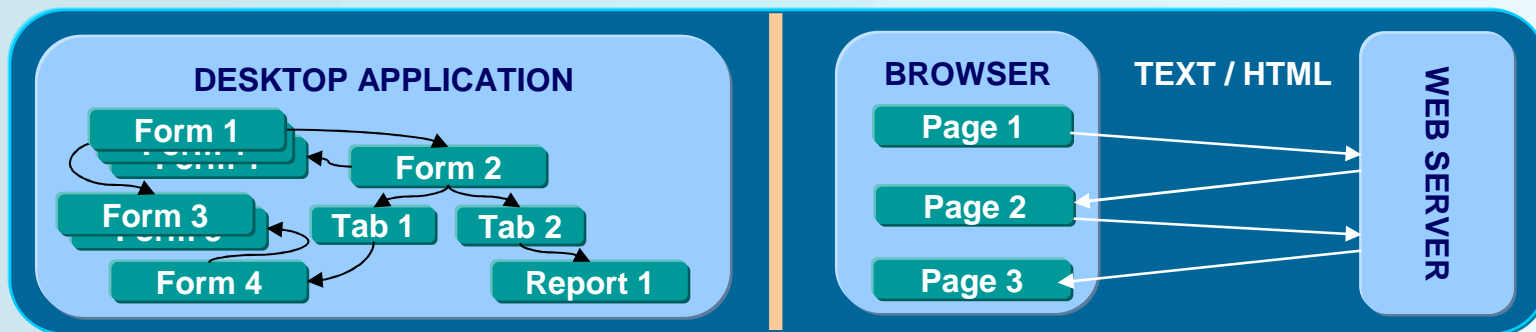 DESKTOP APPLICATION
Form 1
Form 2
Form 3
Tab 1
Tab 2
Form 4
Report 1
BROWSER
TEXT / HTML
Page 1
Page 2
Page 3
WEB SERVER